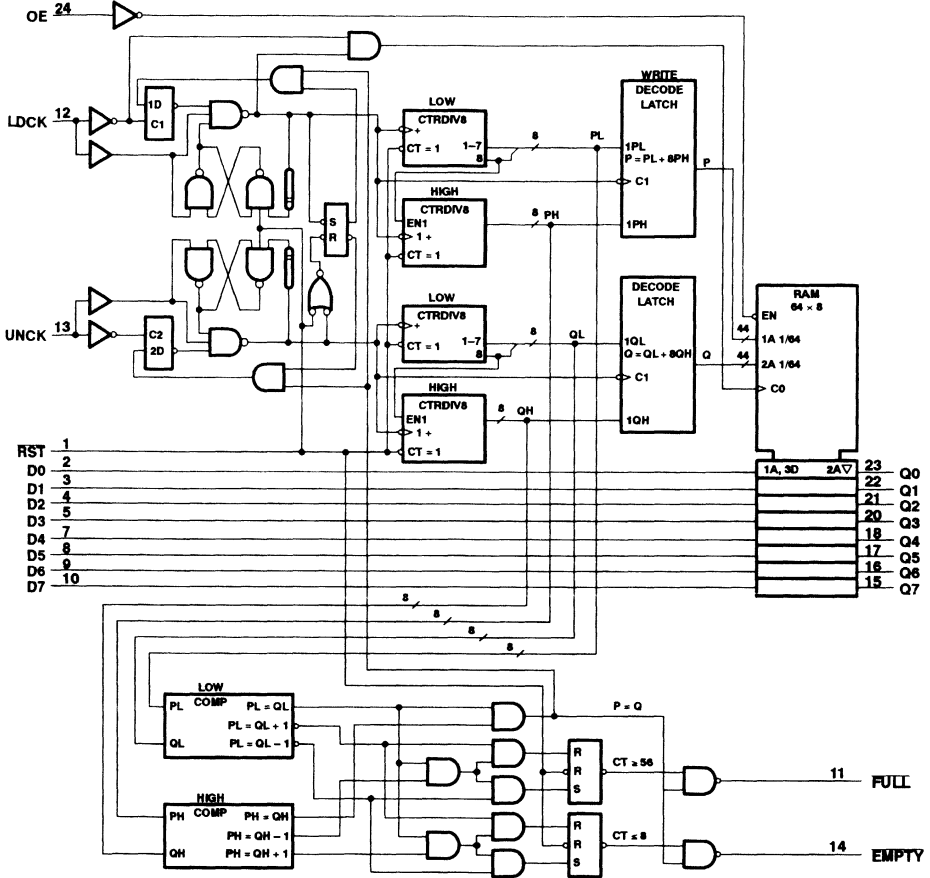 OE 24
LDCK 12
1D
C1
LOW
CTRDIV8
+
CT = 1
1–7
8
8
PL
HIGH
CTRDIV8
EN1
1 +
CT = 1
8
PH
WRITE
DECODE
LATCH
1PL
P = PL + 8PH
C1
1PH
P
S
R
UNCK 13
C2
2D
LOW
CTRDIV8
+
CT = 1
1–7
8
8
QL
HIGH
CTRDIV8
EN1
1 +
CT = 1
8
QH
DECODE
LATCH
1QL
Q = QL + 8QH
C1
1QH
Q
RAM
64 × 8
EN
44
1A 1/64
44
2A 1/64
C0
RST 1
D0 2
D1 3
D2 4
D3 5
D4 7
D5 8
D6 9
D7 10
1A, 3D 2A▽
23 Q0
22 Q1
21 Q2
20 Q3
18 Q4
17 Q5
16 Q6
15 Q7
8
8
8
8
LOW
COMP
PL
QL
PL = QL
PL = QL + 1
PL = QL – 1
HIGH
COMP
PH
QH
PH = QH
PH = QH – 1
PH = QH + 1
P = Q
R
R
S
CT ≥ 56
11 FULL
R
R
S
CT ≤ 8
14 EMPTY